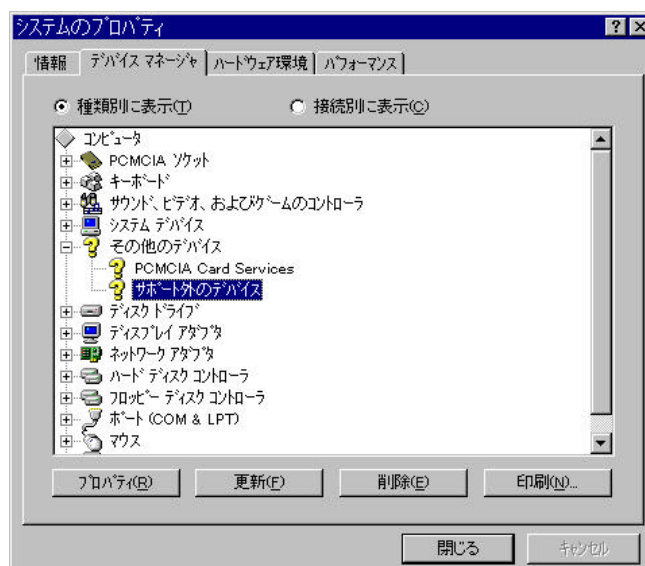 システムのプロパティ
情報 デバイス マネージャ ハードウェア環境 パフォーマンス
種類別に表示(T) 接続別に表示(C)
コンピュータ
PCMCIA ソケット
キーボード
サウンド、ビデオ、およびゲームのコントローラ
システム デバイス
その他のデバイス
PCMCIA Card Services
サポート外のデバイス
ディスク ドライブ
ディスプレイ アダプタ
ネットワーク アダプタ
ハード ディスク コントローラ
フロッピー ディスク コントローラ
ポート (COM & LPT)
マウス
プロパティ(R) 更新(F) 削除(E) 印刷(N)...
閉じる キャンセル